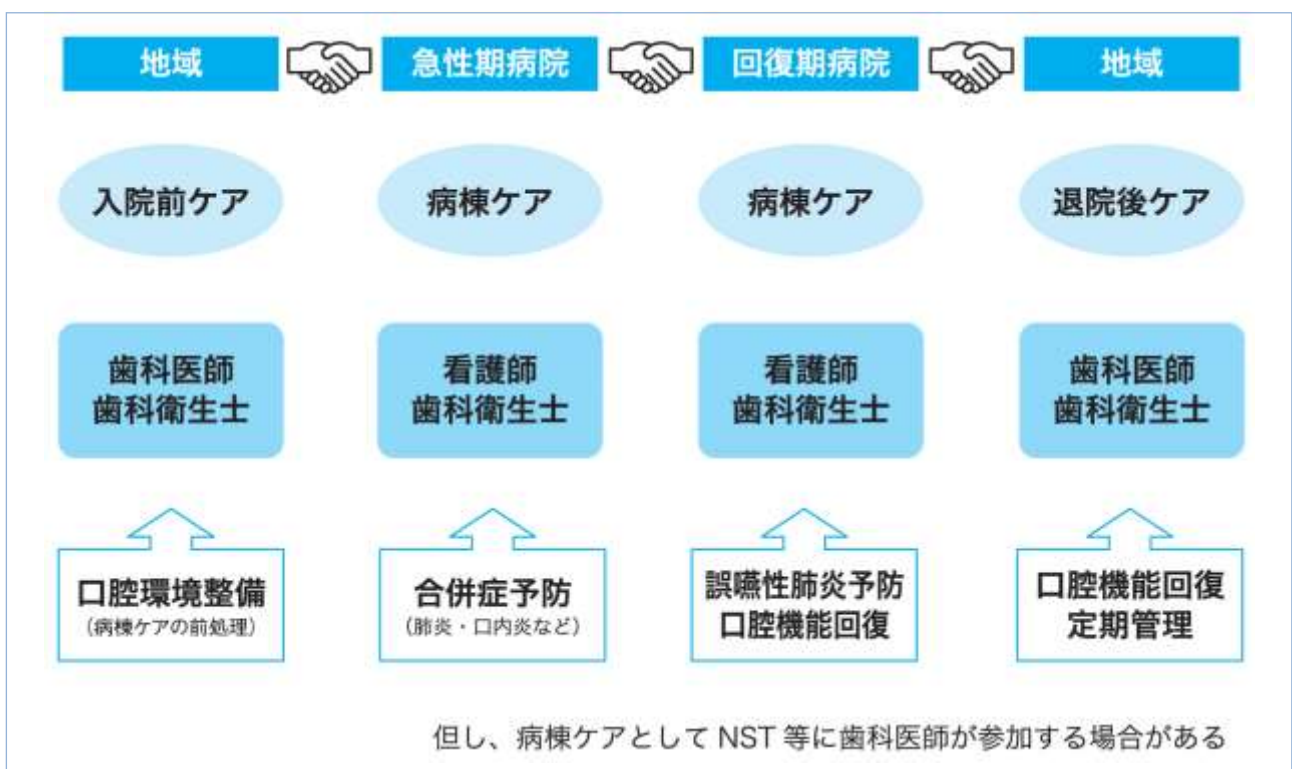 地域
急性期病院
回復期病院
地域
入院前ケア
病棟ケア
病棟ケア
退院後ケア
歯科医師
歯科衛生士
看護師
歯科衛生士
看護師
歯科衛生士
歯科医師
歯科衛生士
口腔環境整備
（病棟ケアの前処理）
合併症予防
（肺炎・口内炎など）
誤嚥性肺炎予防
口腔機能回復
口腔機能回復
定期管理
但し、病棟ケアとして NST 等に歯科医師が参加する場合がある